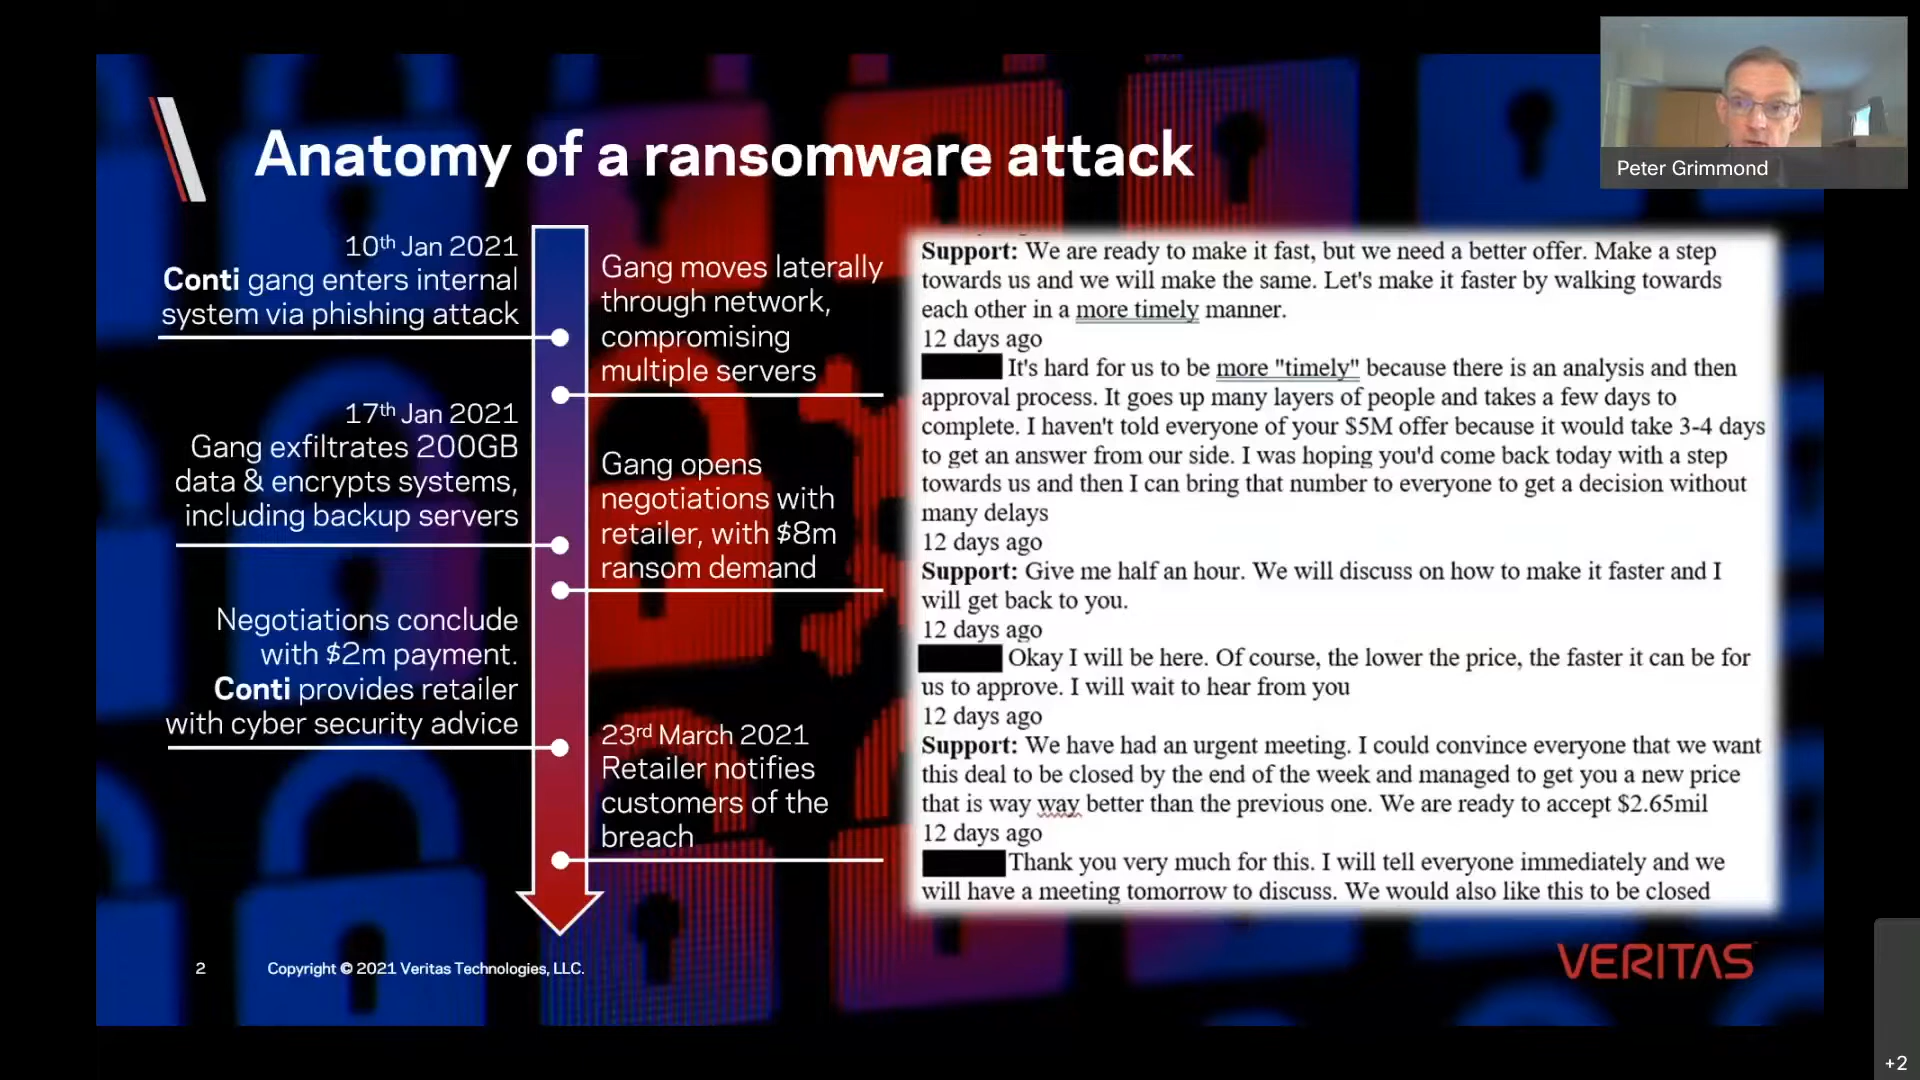 Peter Grimmond
Anatomy of a ransomware attack
10th Jan 2021
Conti gang enters internal
system via phishing attack
Gang moves laterally
through network,
compromising
multiple servers
17th Jan 2021
Gang exfiltrates 200GB
data & encrypts systems,
including backup servers
Gang opens
negotiations with
retailer, with $8m
ransom demand
Negotiations conclude
with $2m payment.
Conti provides retailer
with cyber security advice
23rd March 2021
Retailer notifies
customers of the
breach
Support: We are ready to make it fast, but we need a better offer. Make a step
towards us and we will make the same. Let's make it faster by walking towards
each other in a more timely manner.
12 days ago
It's hard for us to be more "timely" because there is an analysis and then
approval process. It goes up many layers of people and takes a few days to
complete. I haven't told everyone of your $5M offer because it would take 3-4 days
to get an answer from our side. I was hoping you'd come back today with a step
towards us and then I can bring that number to everyone to get a decision without
many delays
12 days ago
Support: Give me half an hour. We will discuss on how to make it faster and I
will get back to you.
12 days ago
Okay I will be here. Of course, the lower the price, the faster it can be for
us to approve. I will wait to hear from you
12 days ago
Support: We have had an urgent meeting. I could convince everyone that we want
this deal to be closed by the end of the week and managed to get you a new price
that is way way better than the previous one. We are ready to accept $2.65mil
12 days ago
Thank you very much for this. I will tell everyone immediately and we
will have a meeting tomorrow to discuss. We would also like this to be closed
2
Copyright © 2021 Veritas Technologies, LLC.
VERITAS
+2